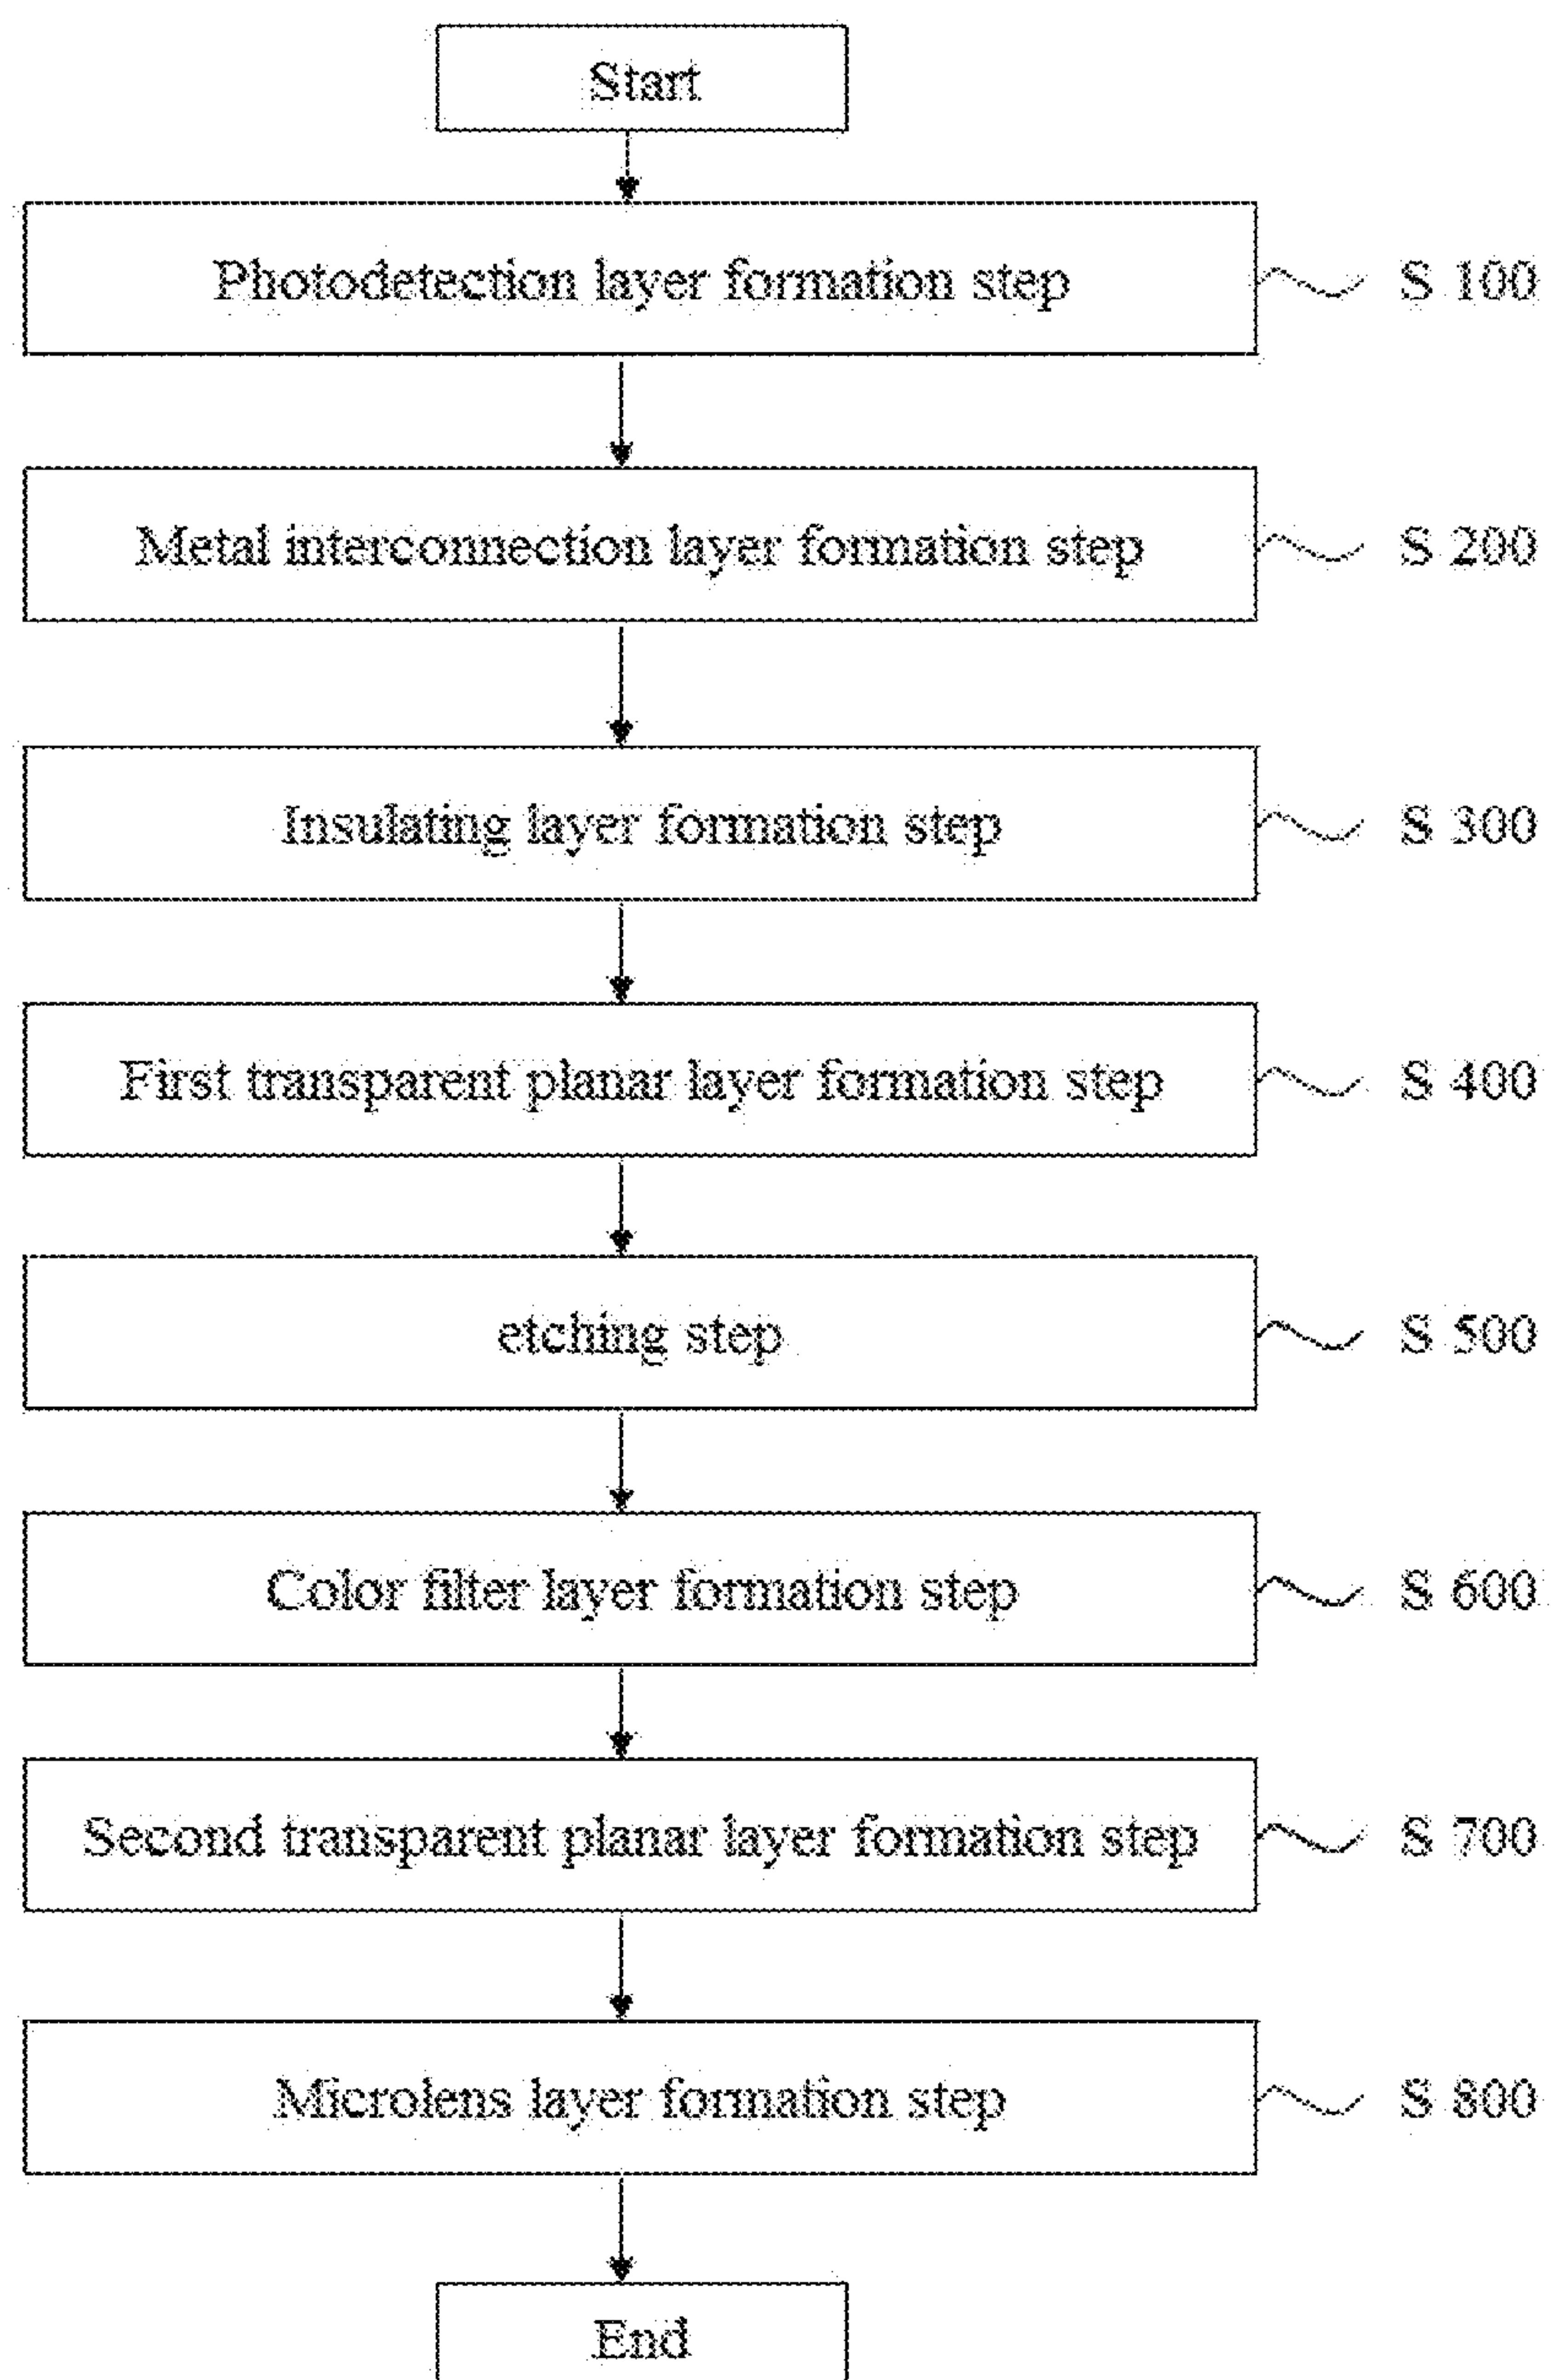 Start
Photodetection layer formation step
S 100
Metal interconnection layer formation step
S 200
Insulating layer formation step
S 300
First transparent planar layer formation step
S 400
etching step
S 500
Color filter layer formation step
S 600
Second transparent planar layer formation step
S 700
Microlens layer formation step
S 800
End